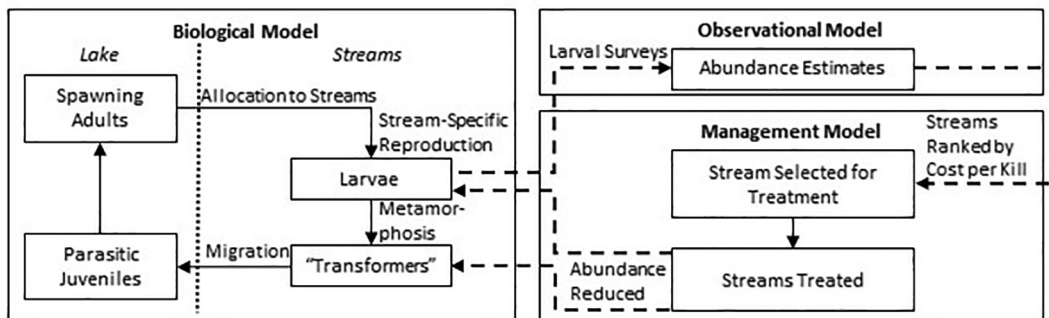 Biological Model
Lake
Streams
Spawning
Adults
Allocation to Streams
Stream-Specific
Reproduction
Larvae
Metamor-
phosis
"Transformers"
Migration
Parasitic
Juveniles
Observational Model
Larval Surveys
Abundance Estimates
Management Model
Streams
Ranked by
Cost per Kill
Stream Selected for
Treatment
Streams Treated
Abundance
Reduced